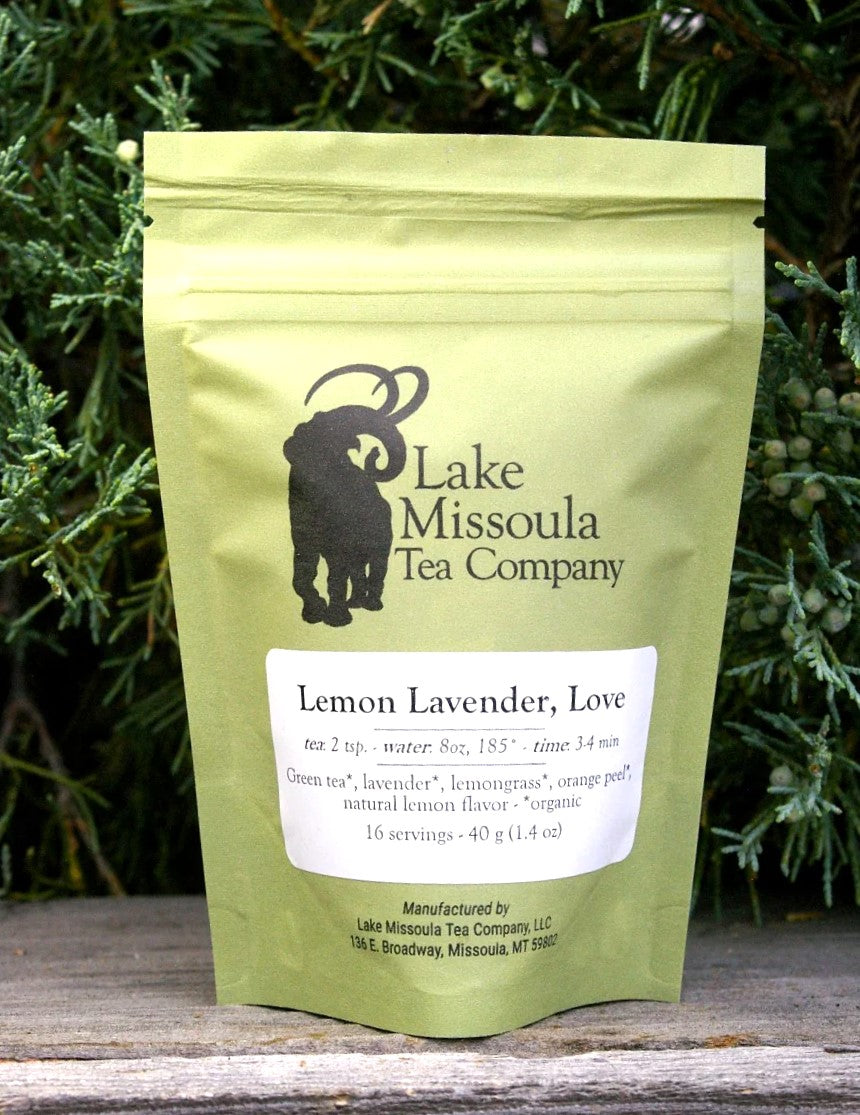 Lake
Missoula
Tea Company
Lemon Lavender, Love
tea: 2 tsp. - water: 8oz, 185° - time: 3-4 min
Green tea*, lavender*, lemongrass*, orange peel*,
natural lemon flavor - *organic
16 servings - 40 g (1.4 oz)
Manufactured by
Lake Missoula Tea Company, LLC
136 E. Broadway, Missoula, MT 59802